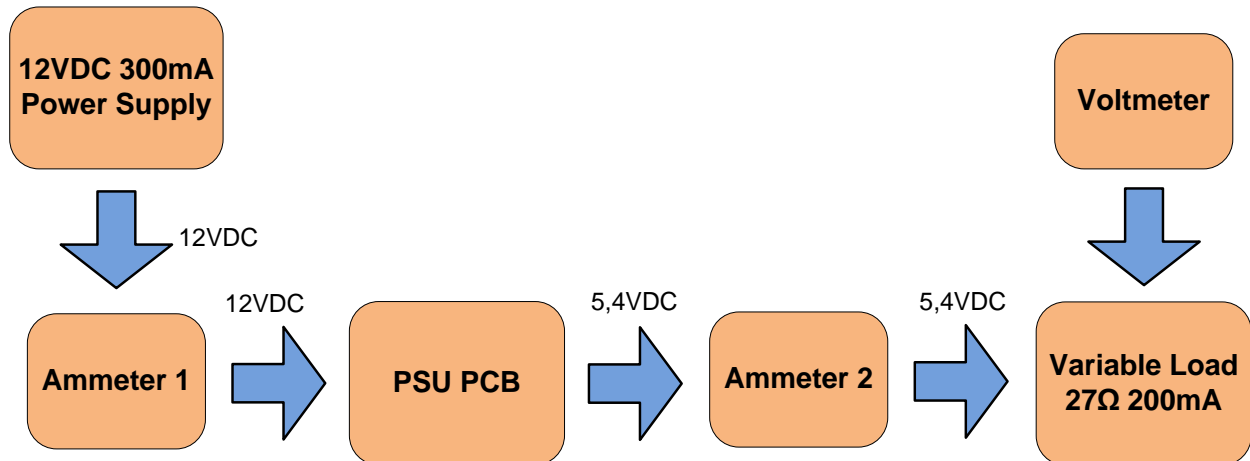 12VDC 300mA
Power Supply
Voltmeter
12VDC
12VDC
5,4VDC
5,4VDC
Ammeter 1
PSU PCB
Ammeter 2
Variable Load
27Ω 200mA